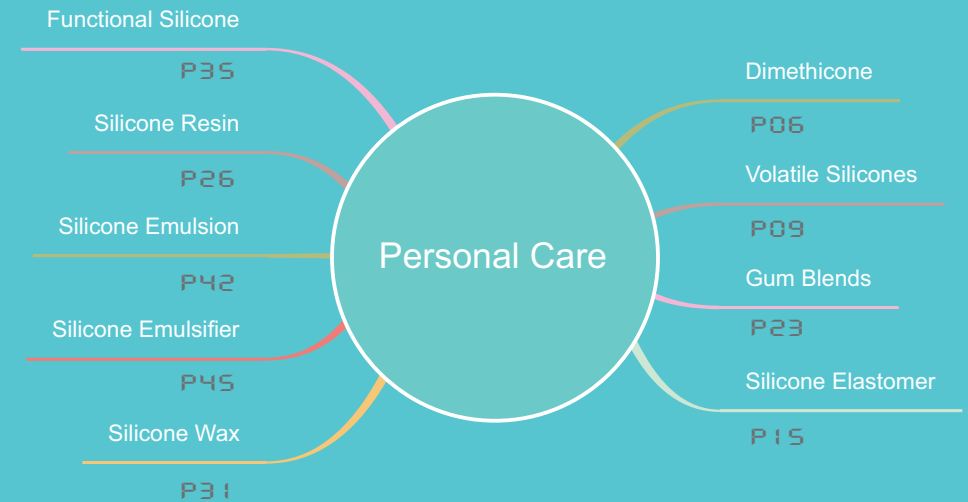 Functional Silicone
P35
Silicone Resin
P26
Silicone Emulsion
P42
Silicone Emulsifier
P45
Silicone Wax
P31
Personal Care
Dimethicone
P06
Volatile Silicones
P09
Gum Blends
P23
Silicone Elastomer
P15